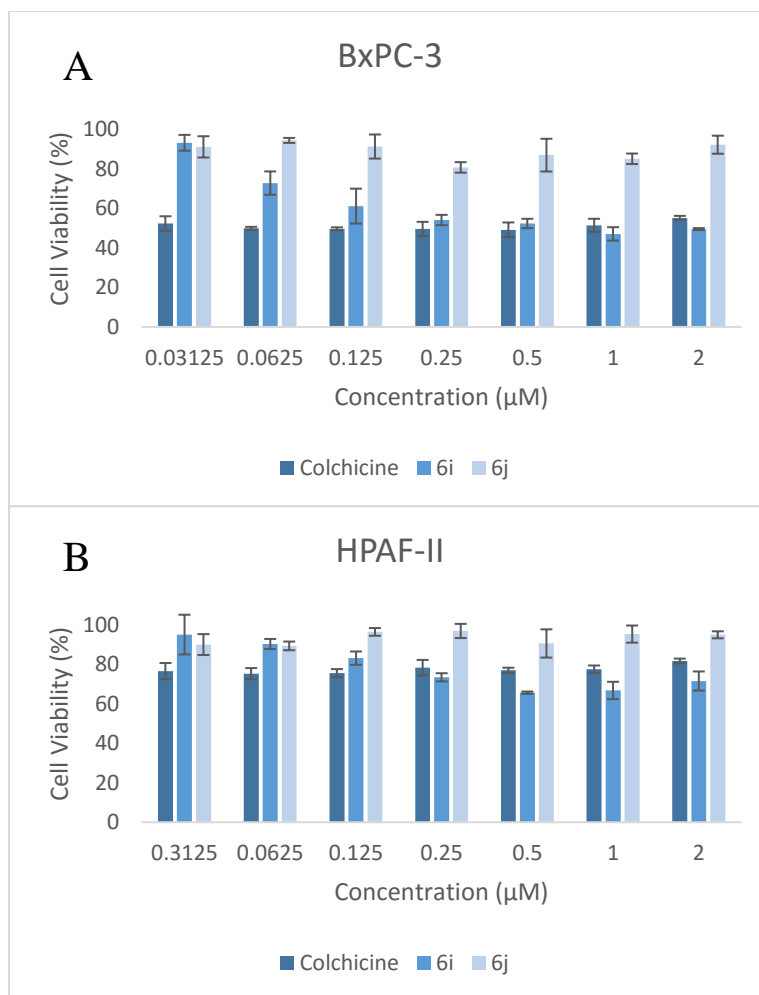 A
BxPC-3
Cell Viability (%)
100
80
60
40
20
0
0.03125 0.0625 0.125 0.25 0.5 1 2
Concentration (µM)
Colchicine 6i 6j
B
HPAF-II
Cell Viability (%)
100
80
60
40
20
0
0.3125 0.0625 0.125 0.25 0.5 1 2
Concentration (µM)
Colchicine 6i 6j